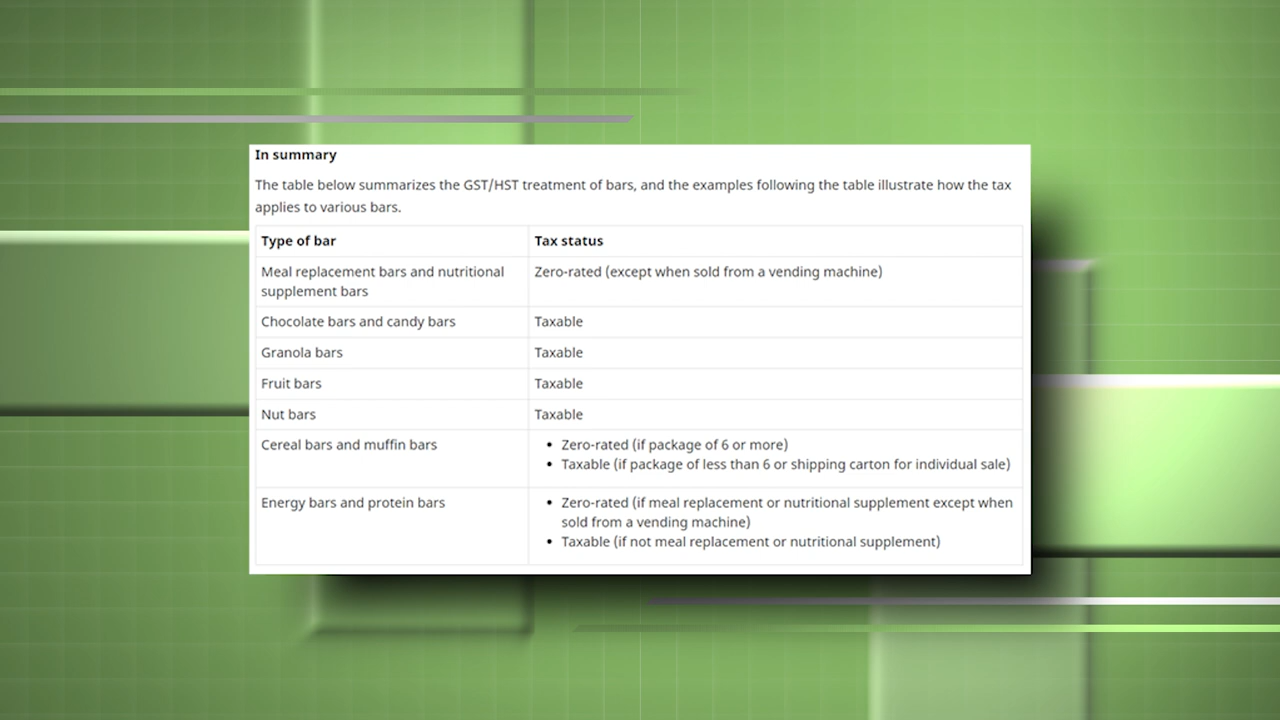 In summary
The table below summarizes the GST/HST treatment of bars, and the examples following the table illustrate how the tax
applies to various bars.
Type of bar Tax status
Meal replacement bars and nutritional Zero-rated (except when sold from a vending machine)
supplement bars
Chocolate bars and candy bars Taxable
Granola bars Taxable
Fruit bars Taxable
Nut bars Taxable
Cereal bars and muffin bars • Zero-rated (if package of 6 or more)
• Taxable (if package of less than 6 or shipping carton for individual sale)
Energy bars and protein bars • Zero-rated (if meal replacement or nutritional supplement except when
sold from a vending machine)
• Taxable (if not meal replacement or nutritional supplement)